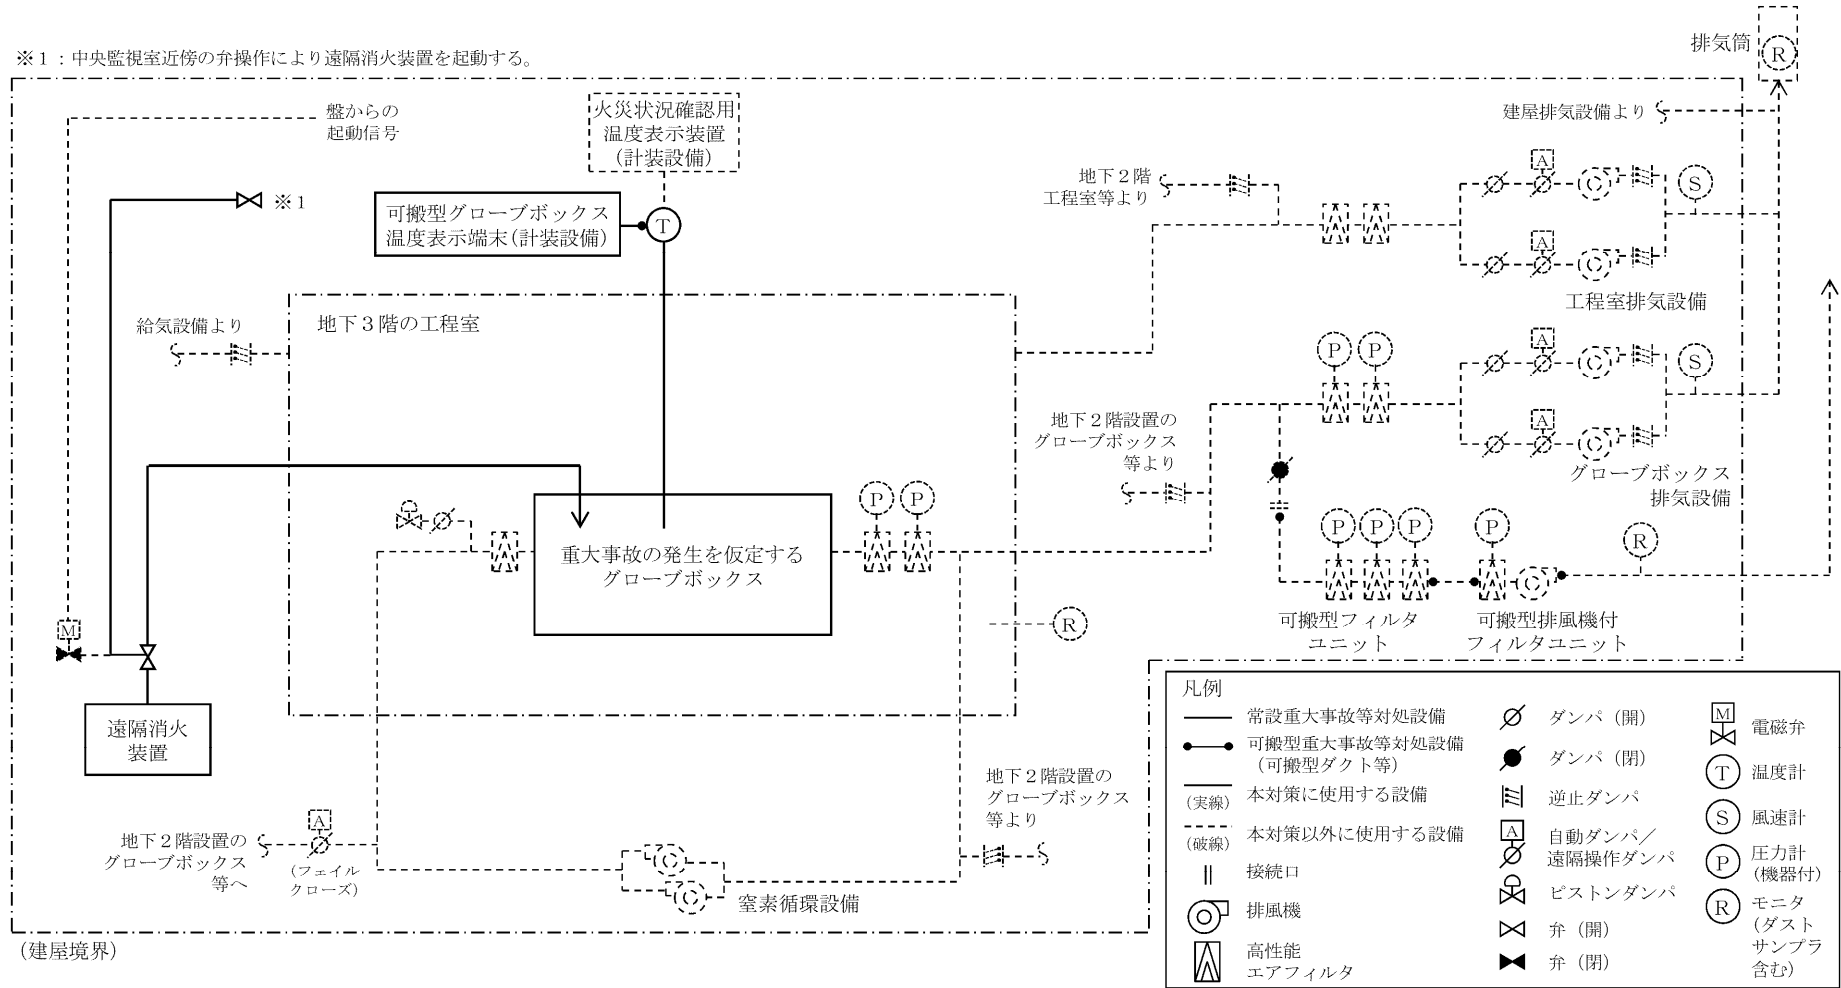 ※１：中央監視室近傍の弁操作により遠隔消火装置を起動する。
排気筒
R
盤からの
起動信号
火災状況確認用
温度表示装置
（計装設備）
建屋排気設備より
※１
可搬型グローブボックス
温度表示端末（計装設備）
T
地下２階
工程室等より
A
S
A
工程室排気設備
給気設備より
地下３階の工程室
P
P
A
S
A
地下２階設置の
グローブボックス
等より
グローブボックス
排気設備
P
P
重大事故の発生を仮定する
グローブボックス
P
P
P
P
R
可搬型フィルタ
ユニット
可搬型排風機付
フィルタユニット
R
M
遠隔消火
装置
地下２階設置の
グローブボックス
等より
A
地下２階設置の
グローブボックス
等へ
（フェイル
クローズ）
窒素循環設備
（建屋境界）
凡例
常設重大事故等対処設備
可搬型重大事故等対処設備
（可搬型ダクト等）
（実線）
本対策に使用する設備
（破線）
本対策以外に使用する設備
接続口
排風機
高性能
エアフィルタ
ダンパ（開）
ダンパ（閉）
逆止ダンパ
A
自動ダンパ／
遠隔操作ダンパ
ピストンダンパ
弁（開）
弁（閉）
M
電磁弁
T
温度計
S
風速計
P
圧力計
（機器付）
R
モニタ
（ダスト
サンプラ
含む）